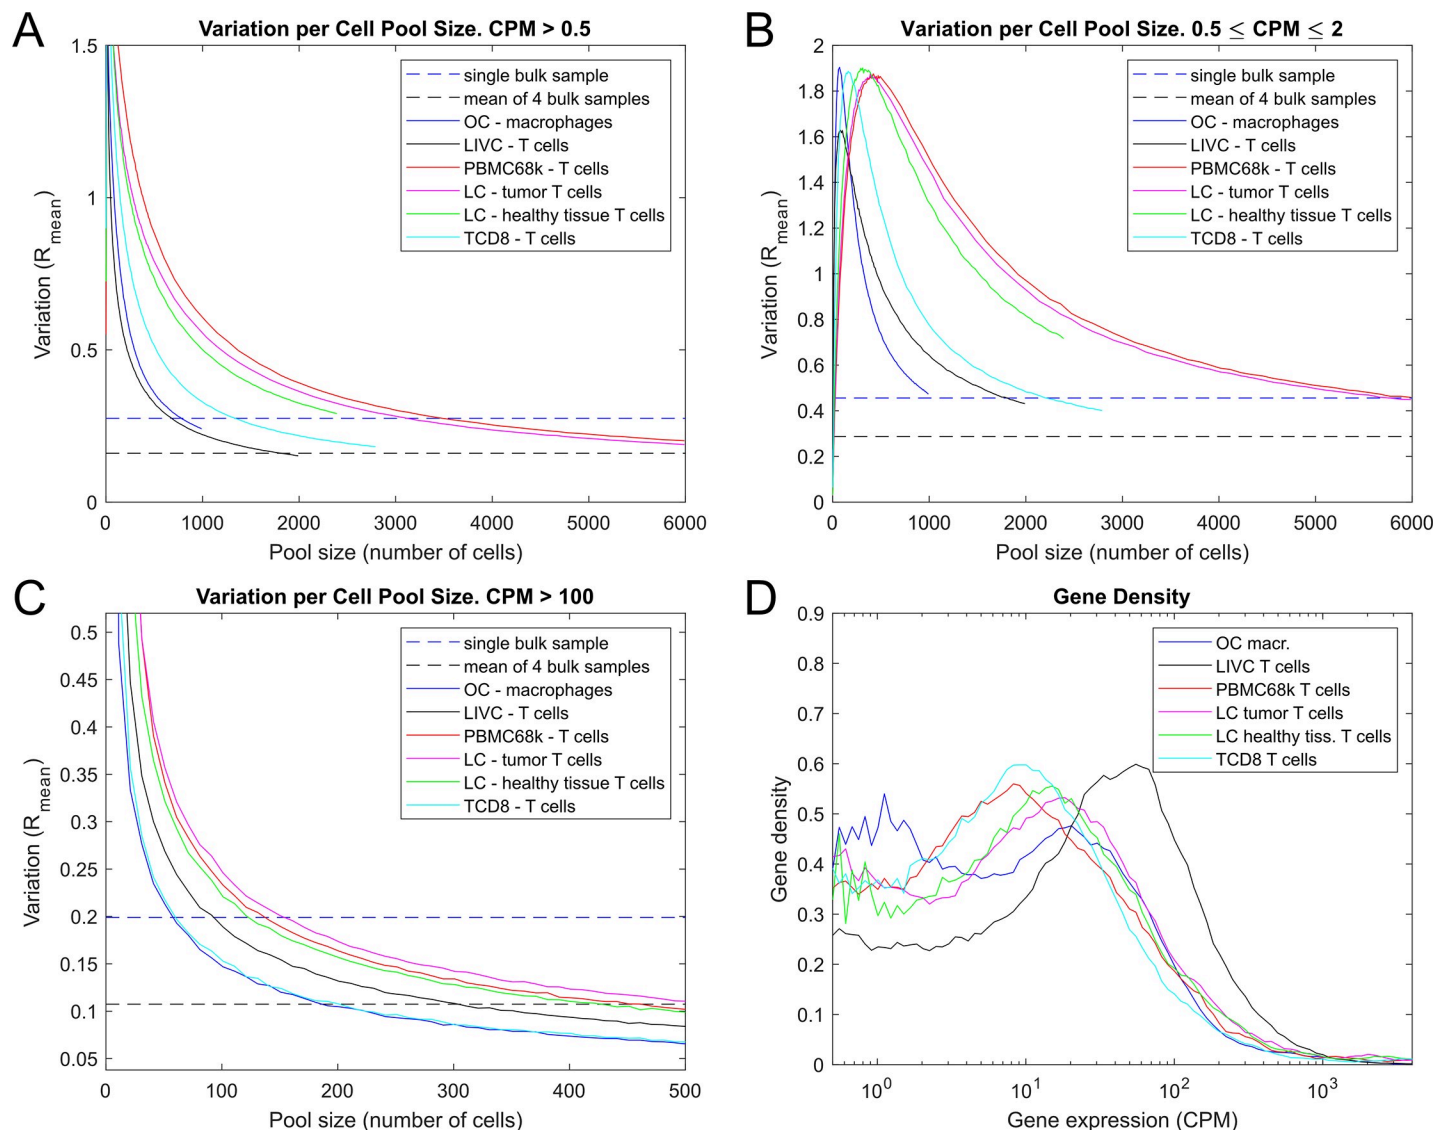 A
Variation per Cell Pool Size. CPM > 0.5
Variation (Rmean)
1.5
1
0.5
0
0 1000 2000 3000 4000 5000 6000
Pool size (number of cells)
single bulk sample
mean of 4 bulk samples
OC - macrophages
LIVC - T cells
PBMC68k - T cells
LC - tumor T cells
LC - healthy tissue T cells
TCD8 - T cells
B
Variation per Cell Pool Size. 0.5 ≤ CPM ≤ 2
Variation (Rmean)
2
1.8
1.6
1.4
1.2
1
0.8
0.6
0.4
0.2
0
0 1000 2000 3000 4000 5000 6000
Pool size (number of cells)
single bulk sample
mean of 4 bulk samples
OC - macrophages
LIVC - T cells
PBMC68k - T cells
LC - tumor T cells
LC - healthy tissue T cells
TCD8 - T cells
C
Variation per Cell Pool Size. CPM > 100
Variation (Rmean)
0.5
0.45
0.4
0.35
0.3
0.25
0.2
0.15
0.1
0.05
0 100 200 300 400 500
Pool size (number of cells)
single bulk sample
mean of 4 bulk samples
OC - macrophages
LIVC - T cells
PBMC68k - T cells
LC - tumor T cells
LC - healthy tissue T cells
TCD8 - T cells
D
Gene Density
Gene density
0.9
0.8
0.7
0.6
0.5
0.4
0.3
0.2
0.1
0
10⁰ 10¹ 10² 10³
Gene expression (CPM)
OC macr.
LIVC T cells
PBMC68k T cells
LC tumor T cells
LC healthy tiss. T cells
TCD8 T cells